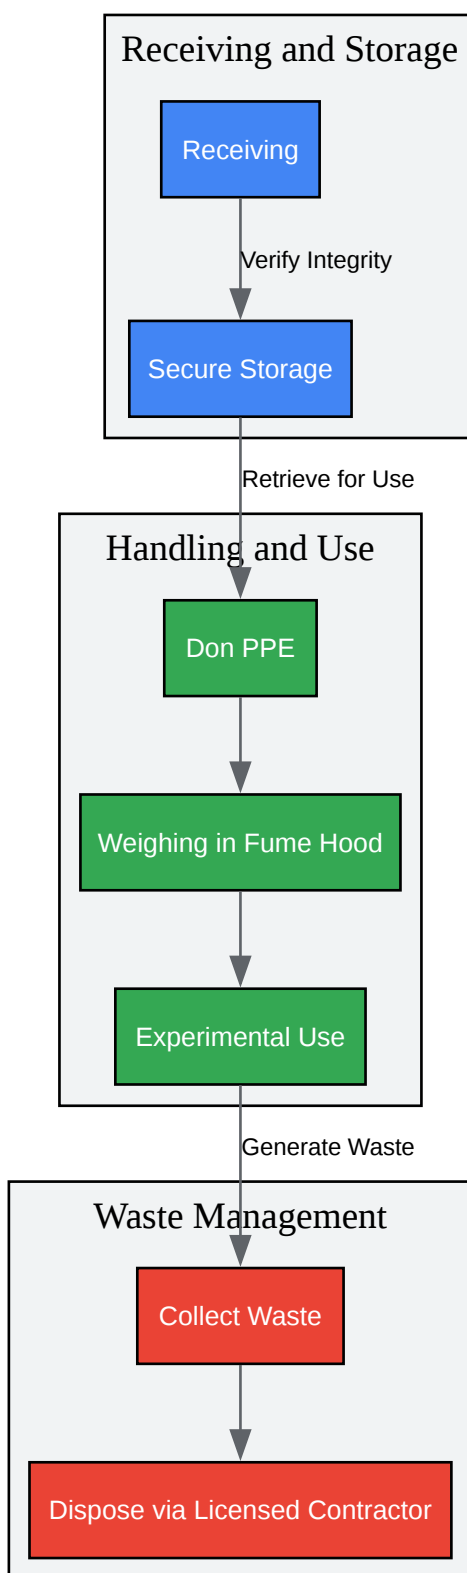 Receiving and Storage
Receiving
Verify Integrity
Secure Storage
Retrieve for Use
Handling and Use
Don PPE
Weighing in Fume Hood
Experimental Use
Generate Waste
Waste Management
Collect Waste
Dispose via Licensed Contractor